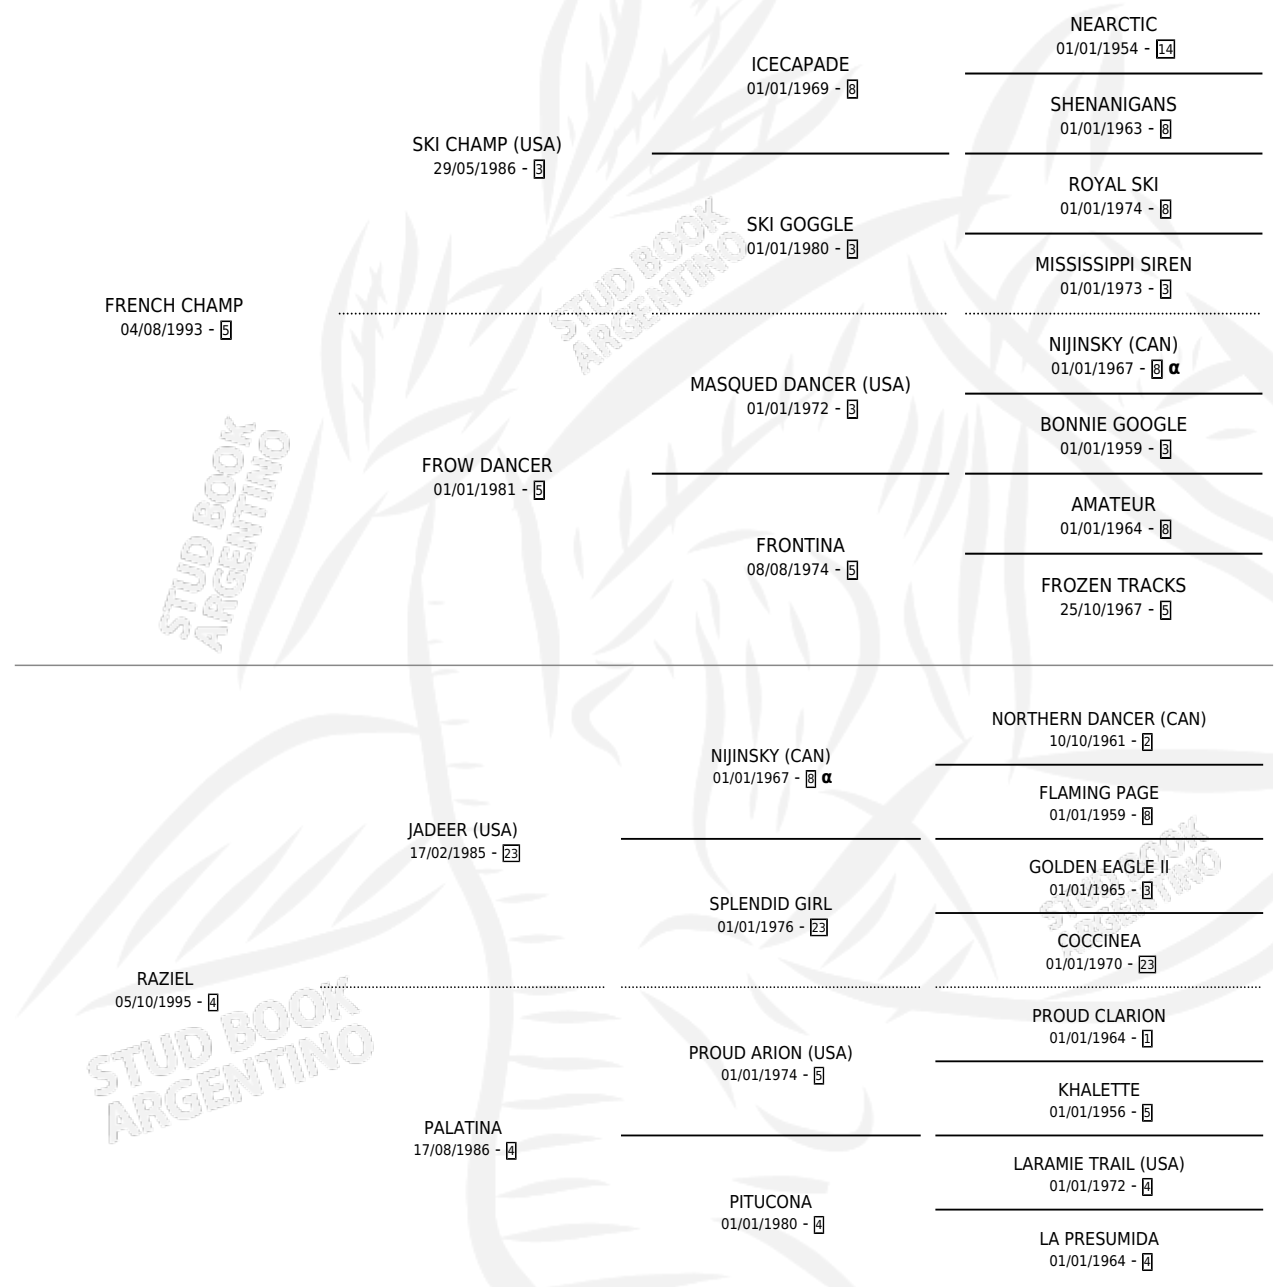 NEARCTIC
01/01/1954 - 14
ICECAPADE
01/01/1969 - 8
SHENANIGANS
01/01/1963 - 8
SKI CHAMP (USA)
29/05/1986 - 3
ROYAL SKI
01/01/1974 - 8
SKI GOGGLE
01/01/1980 - 3
MISSISSIPPI SIREN
01/01/1973 - 3
STUD BOOK
ARGENTINO
FRENCH CHAMP
04/08/1993 - 5
NIJINSKY (CAN)
01/01/1967 - 8 α
MASQUED DANCER (USA)
01/01/1972 - 3
BONNIE GOOGLE
01/01/1959 - 3
FROW DANCER
01/01/1981 - 5
AMATEUR
01/01/1964 - 8
FRONTINA
08/08/1974 - 5
FROZEN TRACKS
25/10/1967 - 5
STUD BOOK
ARGENTINO
NORTHERN DANCER (CAN)
10/10/1961 - 2
NIJINSKY (CAN)
01/01/1967 - 8 α
FLAMING PAGE
01/01/1959 - 8
JADEER (USA)
17/02/1985 - 23
GOLDEN EAGLE II
01/01/1965 - 3
SPLENDID GIRL
01/01/1976 - 23
COCCINEA
01/01/1970 - 23
STUD BOOK
ARGENTINO
RAZIEL
05/10/1995 - 4
PROUD CLARION
01/01/1964 - 1
PROUD ARION (USA)
01/01/1974 - 5
KHALETTE
01/01/1956 - 5
STUD BOOK
ARGENTINO
PALATINA
17/08/1986 - 4
LARAMIE TRAIL (USA)
01/01/1972 - 4
PITUCONA
01/01/1980 - 4
LA PRESUMIDA
01/01/1964 - 4